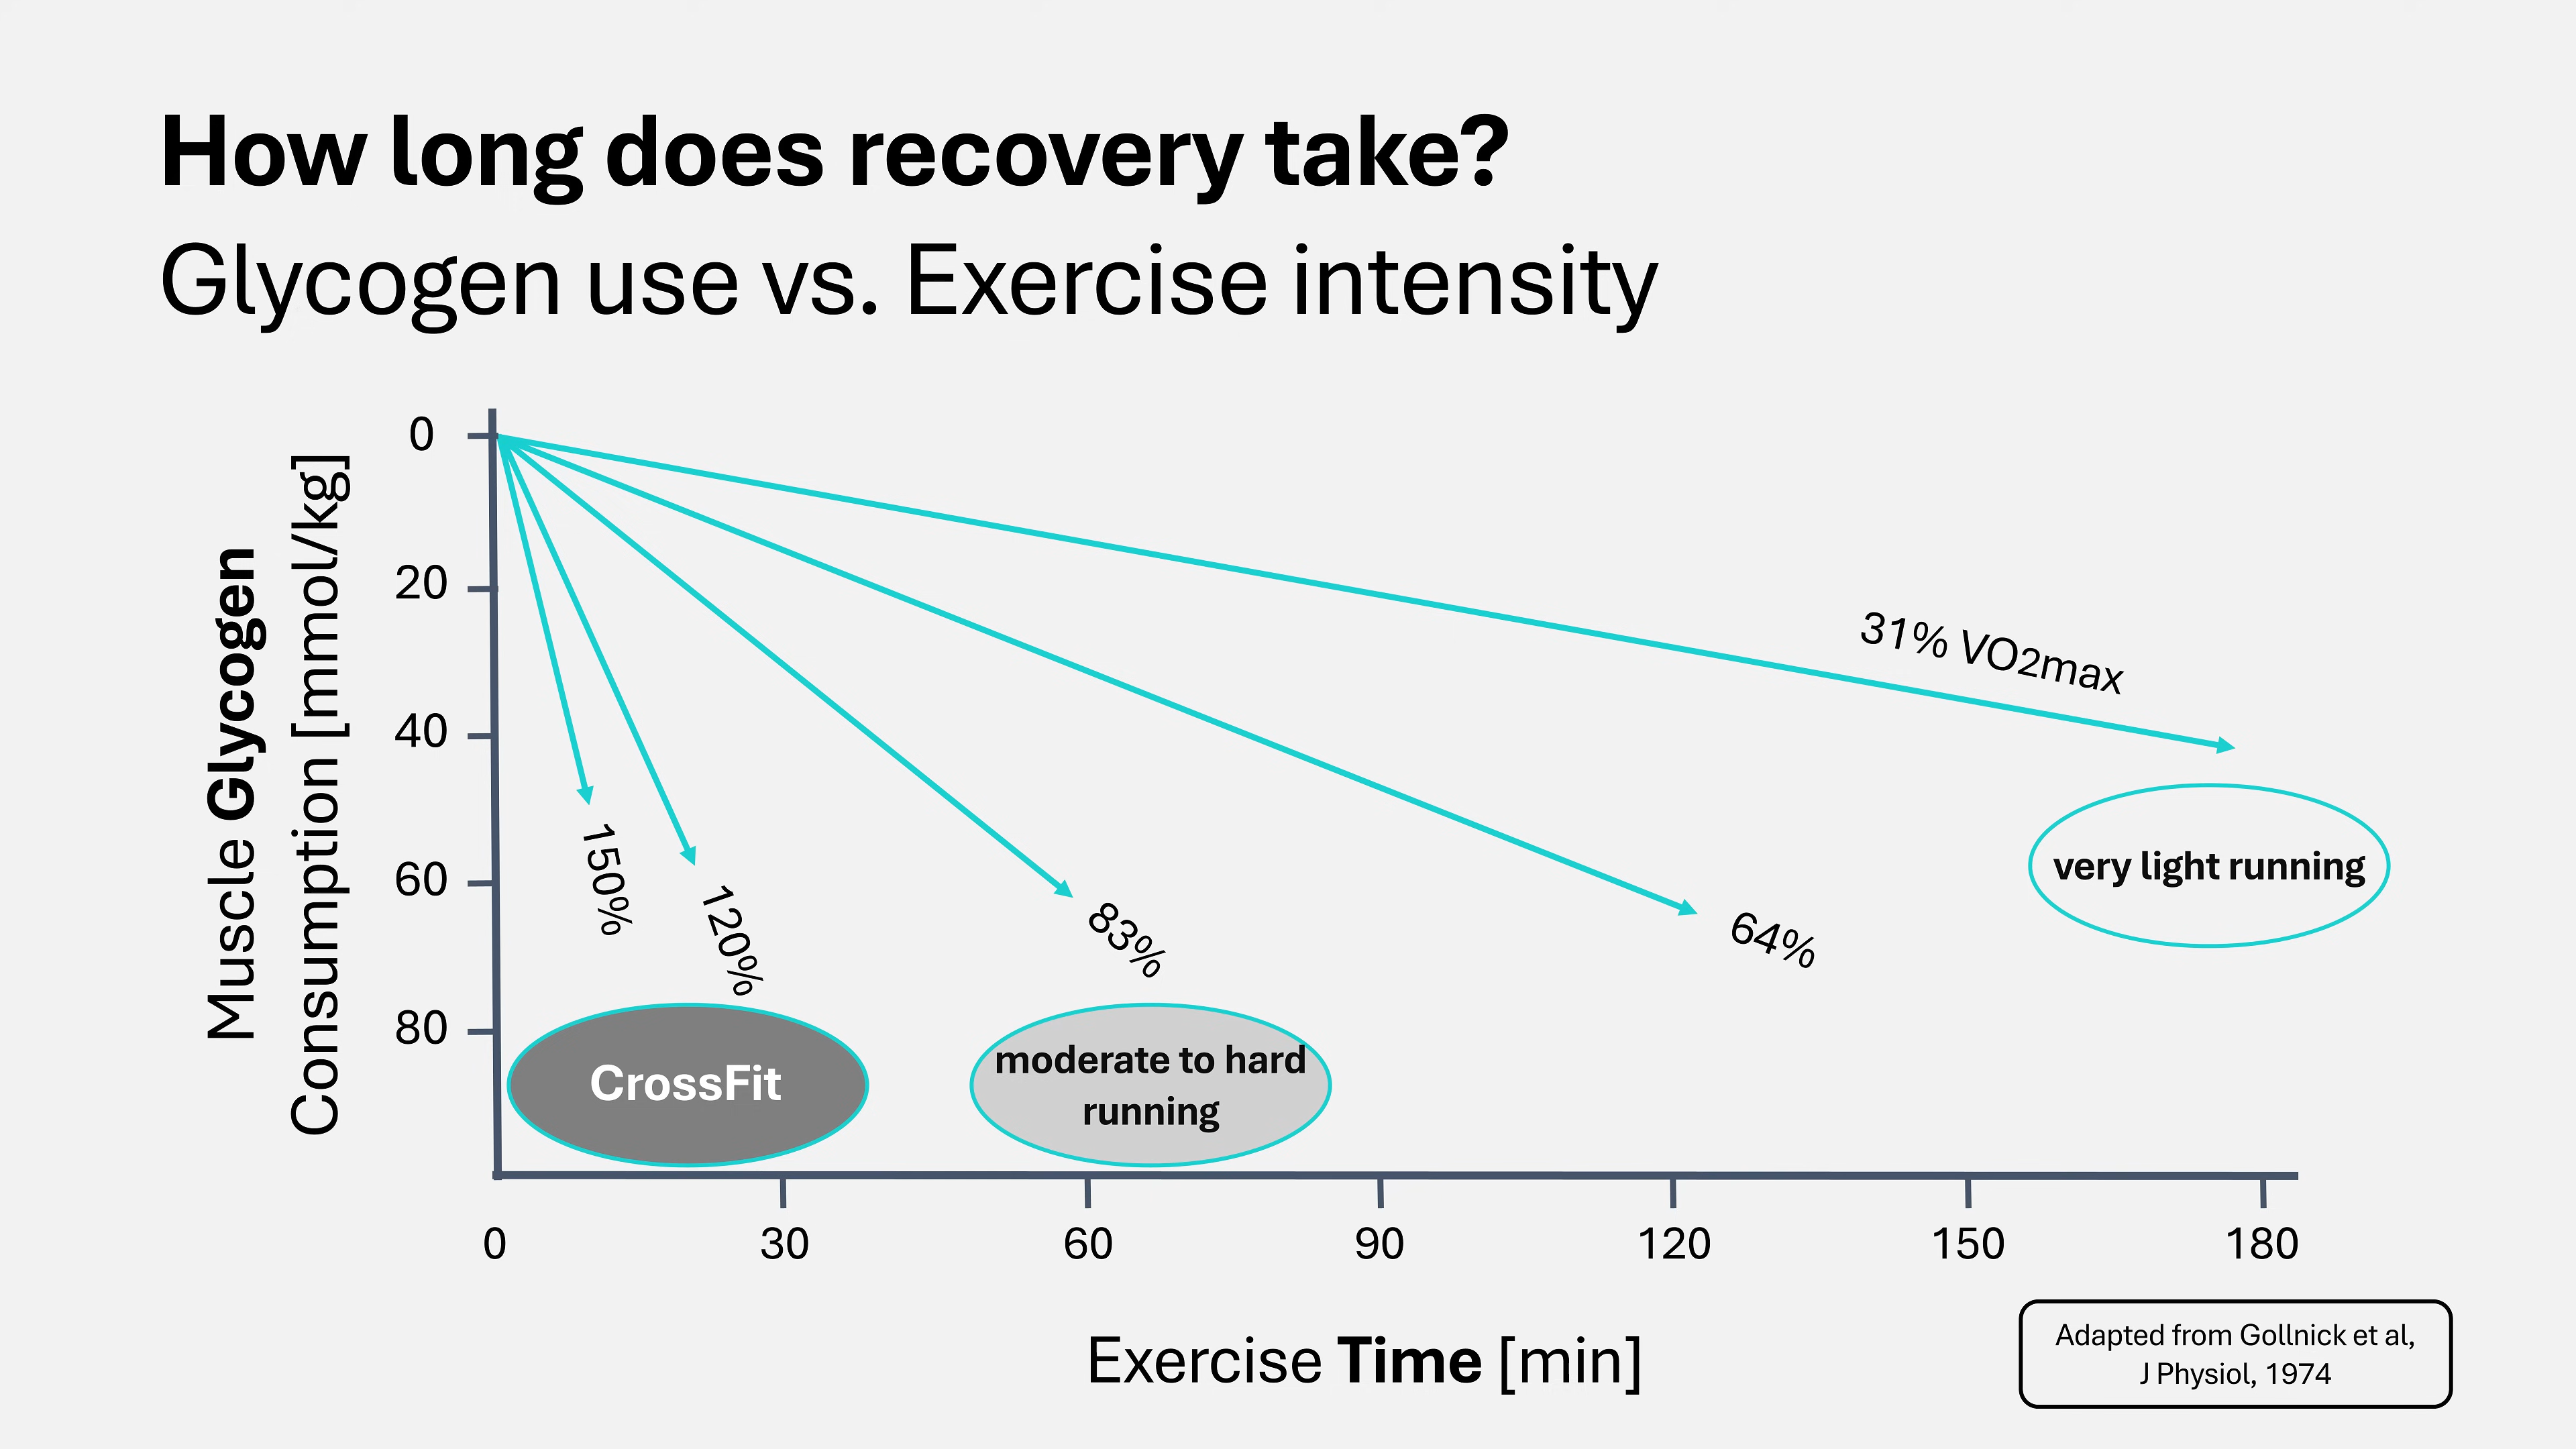 How long does recovery take?
Glycogen use vs. Exercise intensity
Muscle Glycogen
Consumption [mmol/kg]
0
20
40
60
80
31% VO2max
150%
120%
83%
64%
very light running
CrossFit
moderate to hard
running
0
30
60
90
120
150
180
Exercise Time [min]
Adapted from Gollnick et al,
J Physiol, 1974